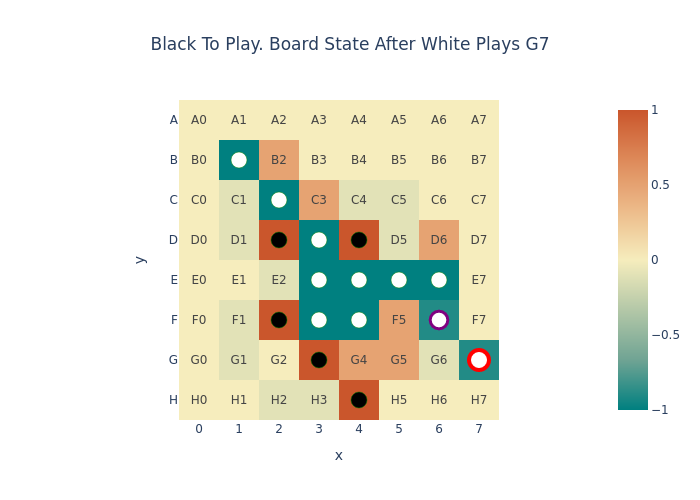 Black To Play. Board State After White Plays G7
A A0 A1 A2 A3 A4 A5 A6 A7 1
B B0 B2 B3 B4 B5 B6 B7
C C0 C1 C3 C4 C5 C6 C7 0.5
D D0 D1 D5 D6 D7
y 0
E E0 E1 E2 E7
F F0 F1 F5 F7 −0.5
G G0 G1 G2 G4 G5 G6
H H0 H1 H2 H3 H5 H6 H7 −1
0 1 2 3 4 5 6 7
x